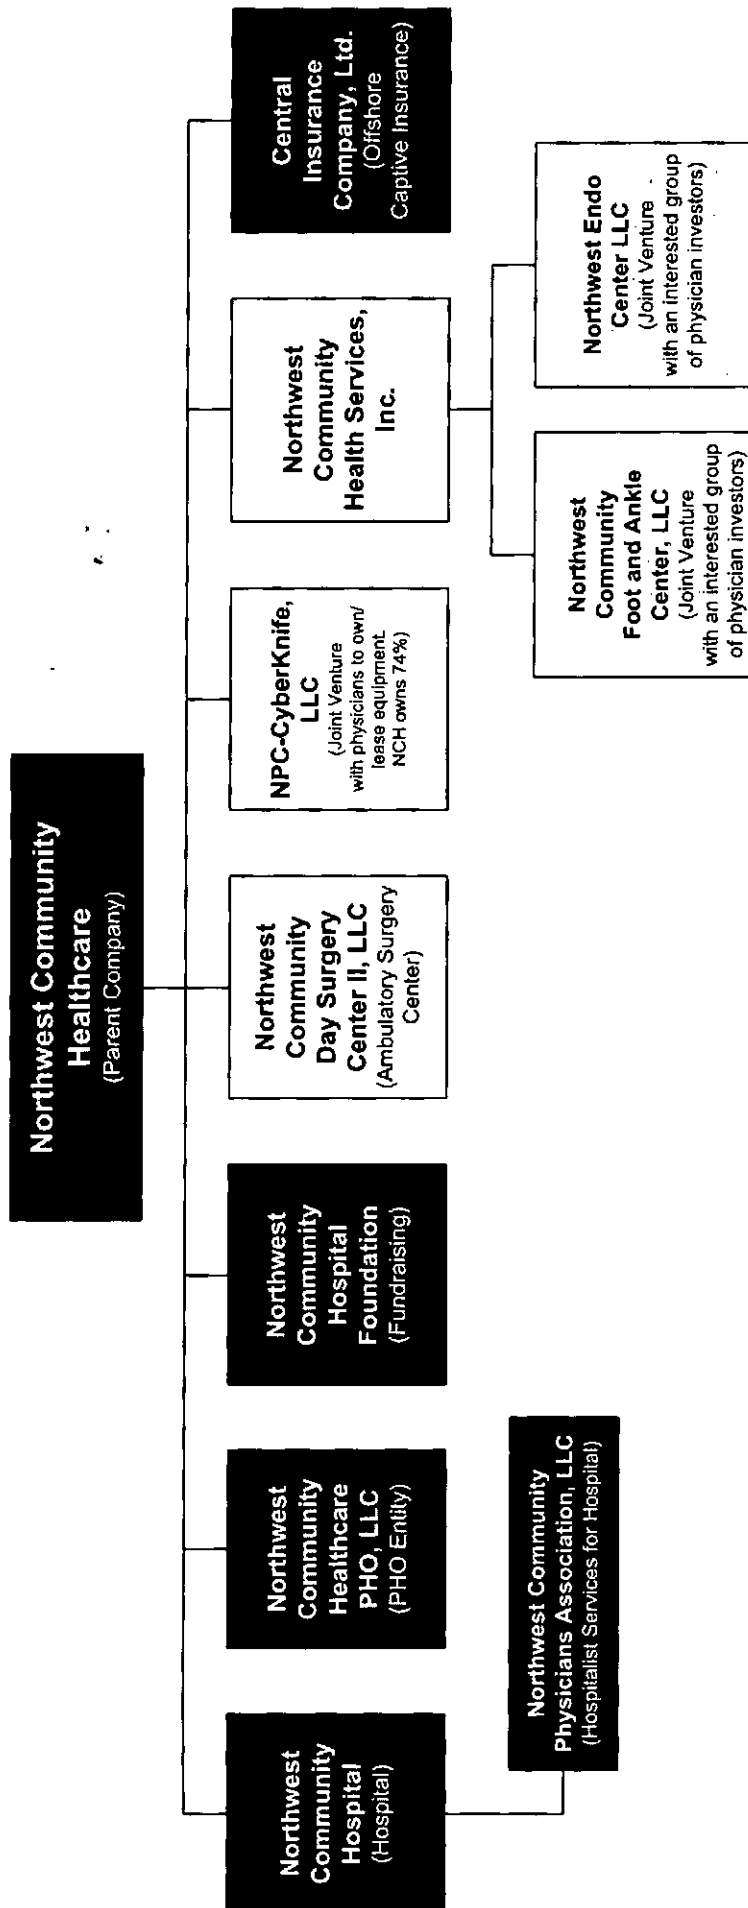 Northwest Community
Healthcare
(Parent Company)
Northwest
Community
Hospital
(Hospital)
Northwest
Community
Healthcare
PHO, LLC
(PHO Entity)
Northwest
Community
Hospital
Foundation
(Fundraising)
Northwest
Community
Day Surgery
Center II, LLC
(Ambulatory Surgery
Center)
NPC-CyberKnife,
LLC
(Joint Venture
with physicians to own/
lease equipment.
NCH owns 74%)
Northwest
Community
Health Services,
Inc.
Central
Insurance
Company, Ltd.
(Offshore
Captive Insurance)
Northwest Community
Physicians Association, LLC
(Hospitalist Services for Hospital)
Northwest
Community
Foot and Ankle
Center, LLC
(Joint Venture
with an interested group
of physician investors)
Northwest Endo
Center LLC
(Joint Venture
with an interested group
of physician investors)